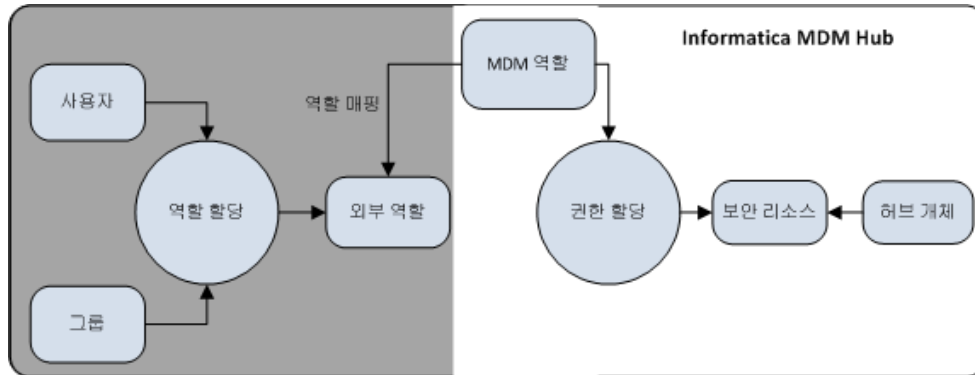 Informatica MDM Hub
MDM 역할
사용자
역할 매핑
역할 할당
외부 역할
권한 할당
보안 리소스
허브 개체
그룹